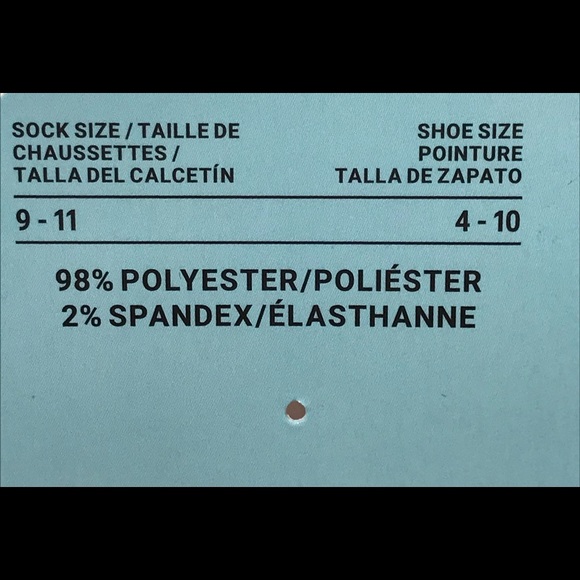 SOCK SIZE / TAILLE DE
CHAUSSETTES /
TALLA DEL CALCETÍN
SHOE SIZE
POINTURE
TALLA DE ZAPATO
9 - 11
4 - 10
98% POLYESTER/POLIÉSTER
2% SPANDEX/ÉLASTHANNE